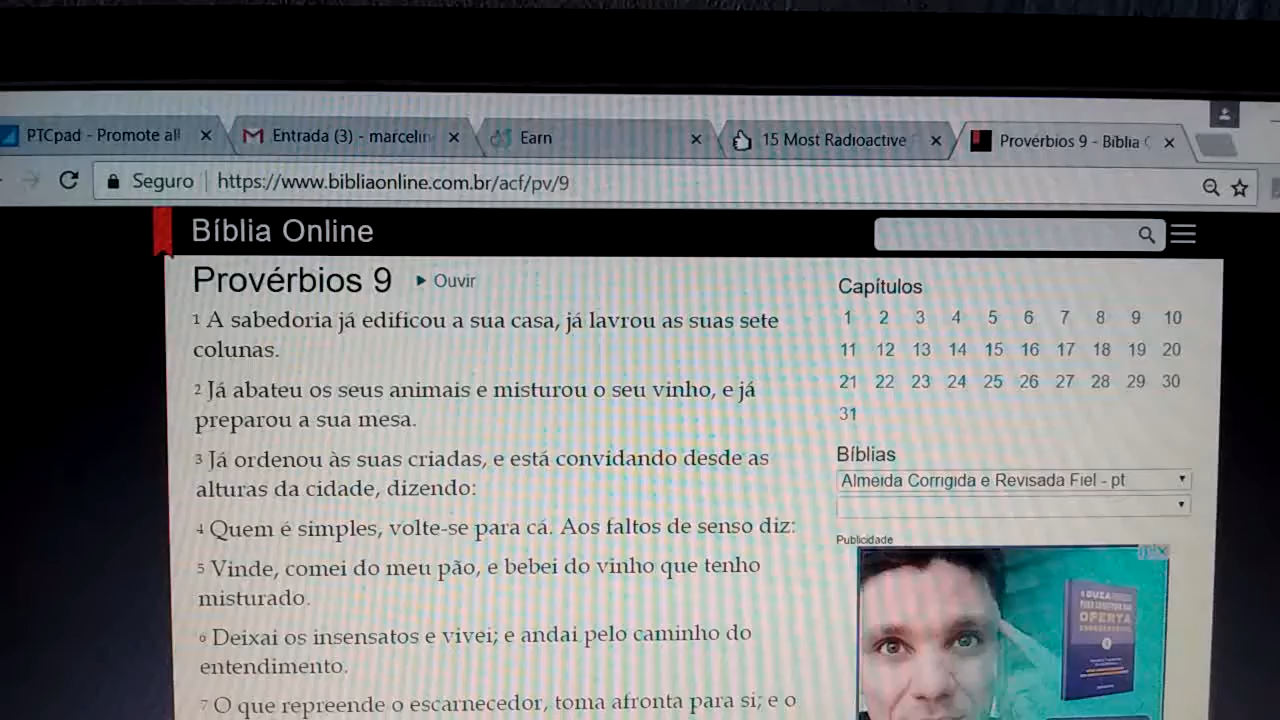 PTCpad - Promote all
Entrada (3) - marcelin
Earn
15 Most Radioactive
Provérbios 9 - Bíblia
Seguro
https://www.bibliaonline.com.br/acf/pv/9
Bíblia Online
Provérbios 9
Ouvir
1 A sabedoria já edificou a sua casa, já lavrou as suas sete
colunas.
2 Já abateu os seus animais e misturou o seu vinho, e já
preparou a sua mesa.
3 Já ordenou às suas criadas, e está convidando desde as
alturas da cidade, dizendo:
4 Quem é simples, volte-se para cá. Aos faltos de senso diz:
5 Vinde, comei do meu pão, e bebei do vinho que tenho
misturado.
6 Deixai os insensatos e vivei; e andai pelo caminho do
entendimento.
7 O que repreende o escarnecedor, toma afronta para si; e o
Capítulos
1 2 3 4 5 6 7 8 9 10
11 12 13 14 15 16 17 18 19 20
21 22 23 24 25 26 27 28 29 30
31
Bíblias
Almeida Corrigida e Revisada Fiel - pt
Publicidade
OFERTA